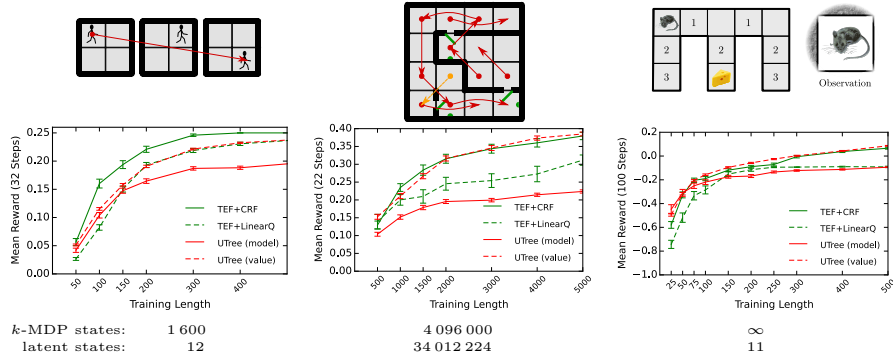 1 1
2 2 2
3 3
Observation
Mean Reward (32 Steps)
0.25
0.20
0.15
0.10
0.05
0.00
TEF+CRF
TEF+LinearQ
UTree (model)
UTree (value)
50 100 150 200 300 400
Training Length
Mean Reward (22 Steps)
0.40
0.35
0.30
0.25
0.20
0.15
0.10
0.05
0.00
TEF+CRF
TEF+LinearQ
UTree (model)
UTree (value)
500 1000 1500 2000 3000 4000 5000
Training Length
Mean Reward (100 Steps)
0.2
0.0
−0.2
−0.4
−0.6
−0.8
−1.0
TEF+CRF
TEF+LinearQ
UTree (model)
UTree (value)
25 50 75 100 150 200 300 400 500
Training Length
k-MDP states: 1 600 4 096 000 ∞
latent states: 12 34 012 224 11